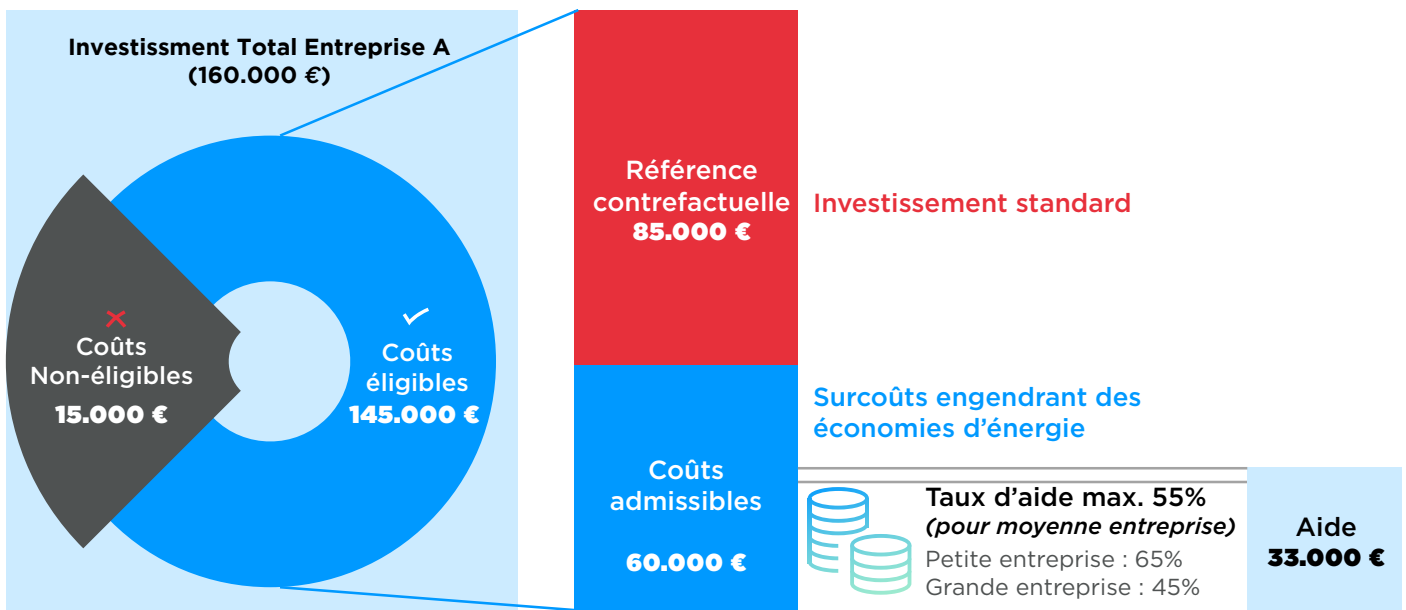 Investissment Total Entreprise A
(160.000 €)
Coûts
Non-éligibles
15.000 €
Coûts
éligibles
145.000 €
Référence
contrefactuelle
85.000 €
Investissement standard
Coûts
admissibles
60.000 €
Surcoûts engendrant des
économies d'énergie
Taux d'aide max. 55%
(pour moyenne entreprise)
Petite entreprise : 65%
Grande entreprise : 45%
Aide
33.000 €